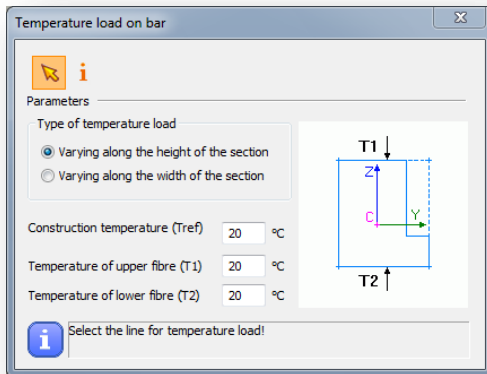 Temperature load on bar
X
i
Parameters
Type of temperature load
Varying along the height of the section
Varying along the width of the section
Construction temperature (Tref) 20 °C
Temperature of upper fibre (T1) 20 °C
Temperature of lower fibre (T2) 20 °C
T1
Z
C
Y
T2
i
Select the line for temperature load!